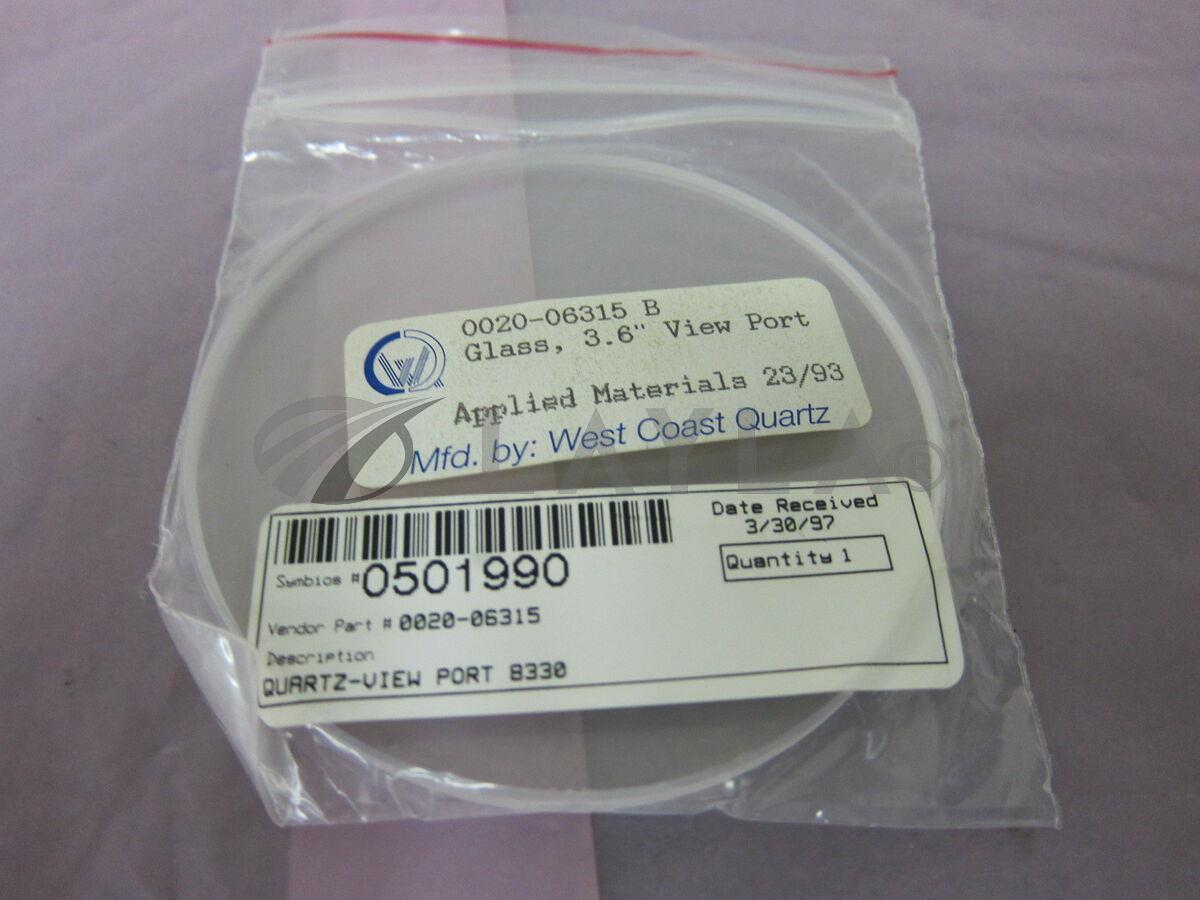 0020-06315 B
Glass, 3.6" View Port
Applied Materials 23/93
Mfd. by: West Coast Quartz
LAYLA®
Date Received
3/30/97
Quantity 1
Symbios # 0501990
Vendor Part # 0020-06315
Description
QUARTZ-VIEW PORT 8330